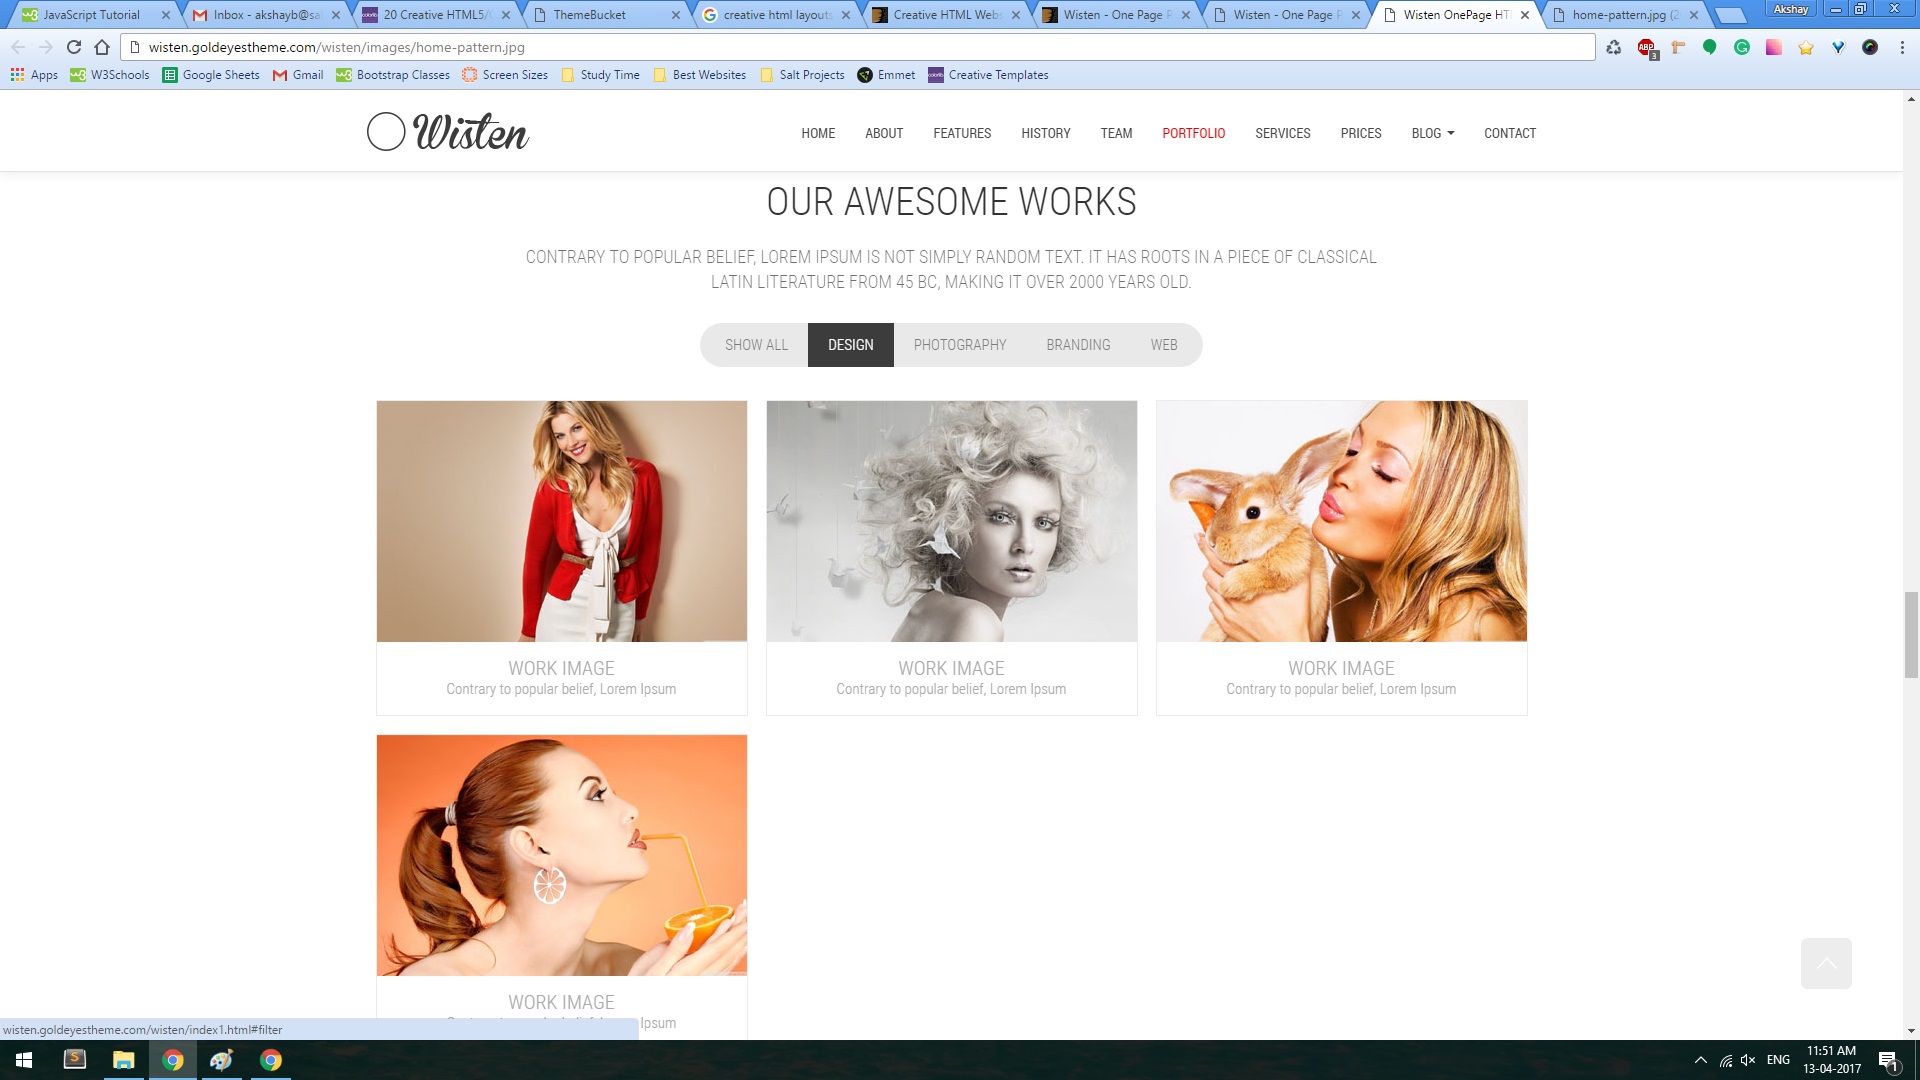 JavaScript Tutorial
Inbox - akshayb@sa
20 Creative HTML5/
ThemeBucket
creative html layouts
Creative HTML Web
Wisten - One Page P
Wisten - One Page P
Wisten OnePage HT
home-pattern.jpg (2
Akshay
wisten.goldeyestheme.com/wisten/images/home-pattern.jpg
ABP
3
Apps
W3Schools
Google Sheets
Gmail
Bootstrap Classes
Screen Sizes
Study Time
Best Websites
Salt Projects
Emmet
Creative Templates
Wisten
HOME
ABOUT
FEATURES
HISTORY
TEAM
PORTFOLIO
SERVICES
PRICES
BLOG
CONTACT
OUR AWESOME WORKS
CONTRARY TO POPULAR BELIEF, LOREM IPSUM IS NOT SIMPLY RANDOM TEXT. IT HAS ROOTS IN A PIECE OF CLASSICAL
LATIN LITERATURE FROM 45 BC, MAKING IT OVER 2000 YEARS OLD.
SHOW ALL
DESIGN
PHOTOGRAPHY
BRANDING
WEB
WORK IMAGE
Contrary to popular belief, Lorem Ipsum
WORK IMAGE
Contrary to popular belief, Lorem Ipsum
WORK IMAGE
Contrary to popular belief, Lorem Ipsum
WORK IMAGE
Ipsum
wisten.goldeyestheme.com/wisten/index1.html#filter
ENG
11:51 AM
13-04-2017
1